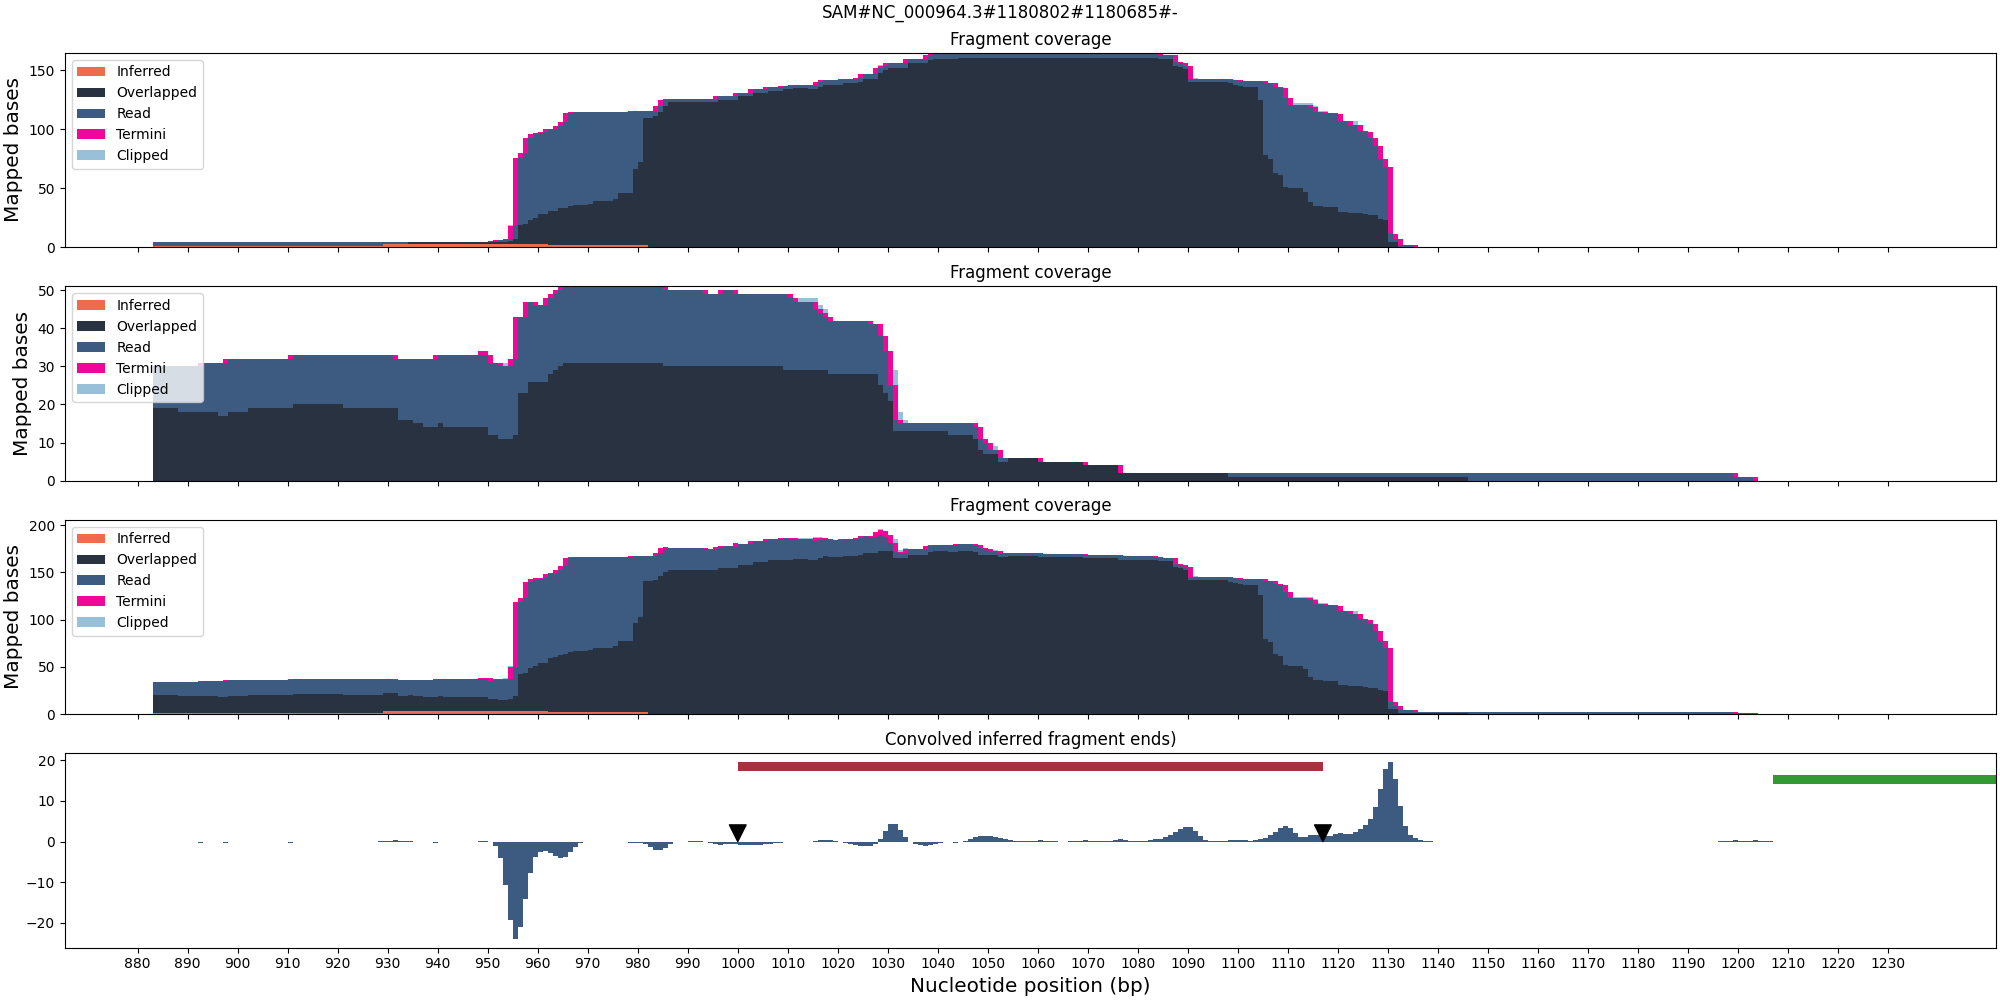 SAM#NC_000964.3#1180802#1180685#-
Fragment coverage
Mapped bases
150
100
50
0
Inferred
Overlapped
Read
Termini
Clipped
Fragment coverage
Mapped bases
50
40
30
20
10
0
Inferred
Overlapped
Read
Termini
Clipped
Fragment coverage
Mapped bases
200
150
100
50
0
Inferred
Overlapped
Read
Termini
Clipped
Convolved inferred fragment ends)
20
10
0
−10
−20
880 890 900 910 920 930 940 950 960 970 980 990 1000 1010 1020 1030 1040 1050 1060 1070 1080 1090 1100 1110 1120 1130 1140 1150 1160 1170 1180 1190 1200 1210 1220 1230
Nucleotide position (bp)